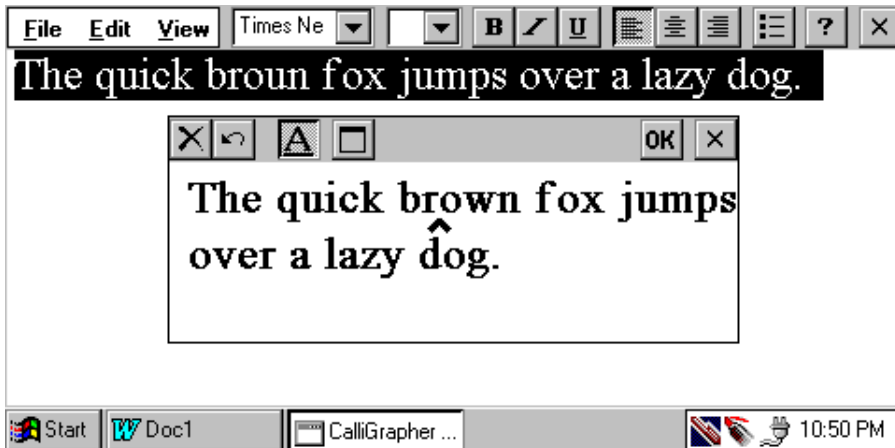 File Edit View Times Ne B I U ?
The quick broun fox jumps over a lazy dog.
A OK
The quick brown fox jumps
over a lazy dog.
Start Doc1 CalliGrapher ... 10:50 PM